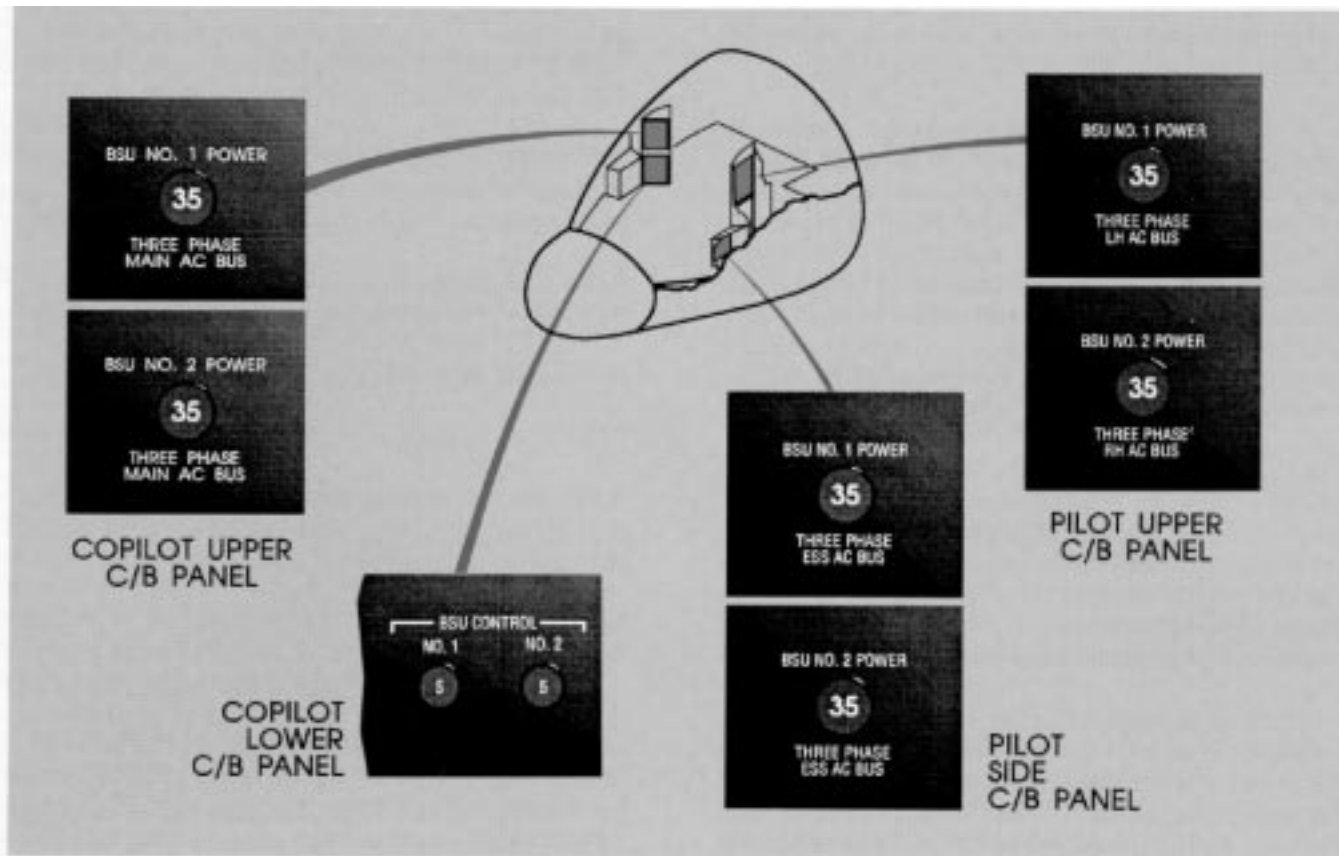 BSU NO. 1 POWER
35
THREE PHASE
MAIN AC BUS
BSU NO. 2 POWER
35
THREE PHASE
MAIN AC BUS
COPILOT UPPER
C/B PANEL
BSU CONTROL
NO. 1
NO. 2
5
5
COPILOT
LOWER
C/B PANEL
BSU NO. 1 POWER
35
THREE PHASE
ESS AC BUS
BSU NO. 2 POWER
35
THREE PHASE
ESS AC BUS
PILOT
SIDE
C/B PANEL
BSU NO. 1 POWER
35
THREE PHASE
LH AC BUS
BSU NO. 2 POWER
35
THREE PHASE
RH AC BUS
PILOT UPPER
C/B PANEL